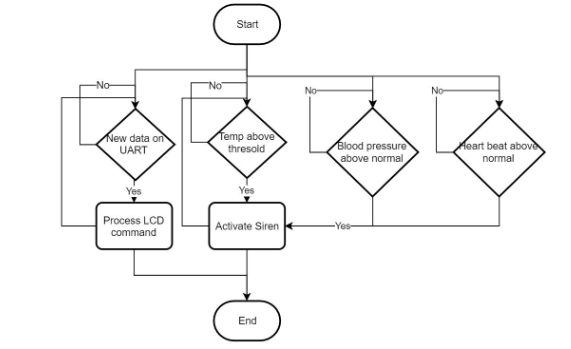 Start
No
No
No
No
New data on
UART
Temp above
thresold
Blood pressure
above normal
Heart beat above
normal
Yes
Yes
Process LCD
command
Activate Siren
Yes
End